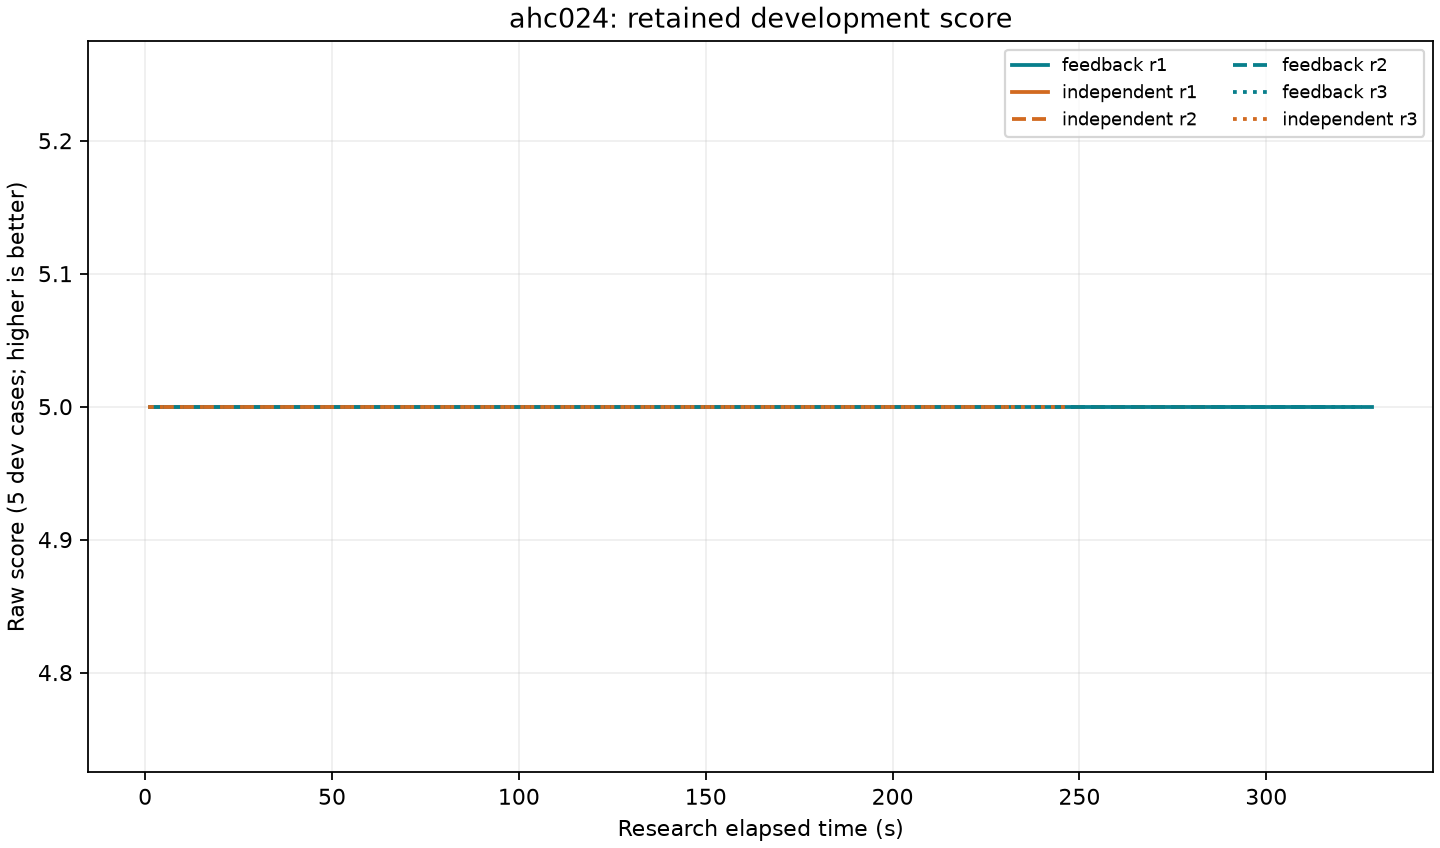 ahc024: retained development score
feedback r1
independent r1
independent r2
feedback r2
feedback r3
independent r3
Raw score (5 dev cases; higher is better)
5.2
5.1
5.0
4.9
4.8
0 50 100 150 200 250 300
Research elapsed time (s)